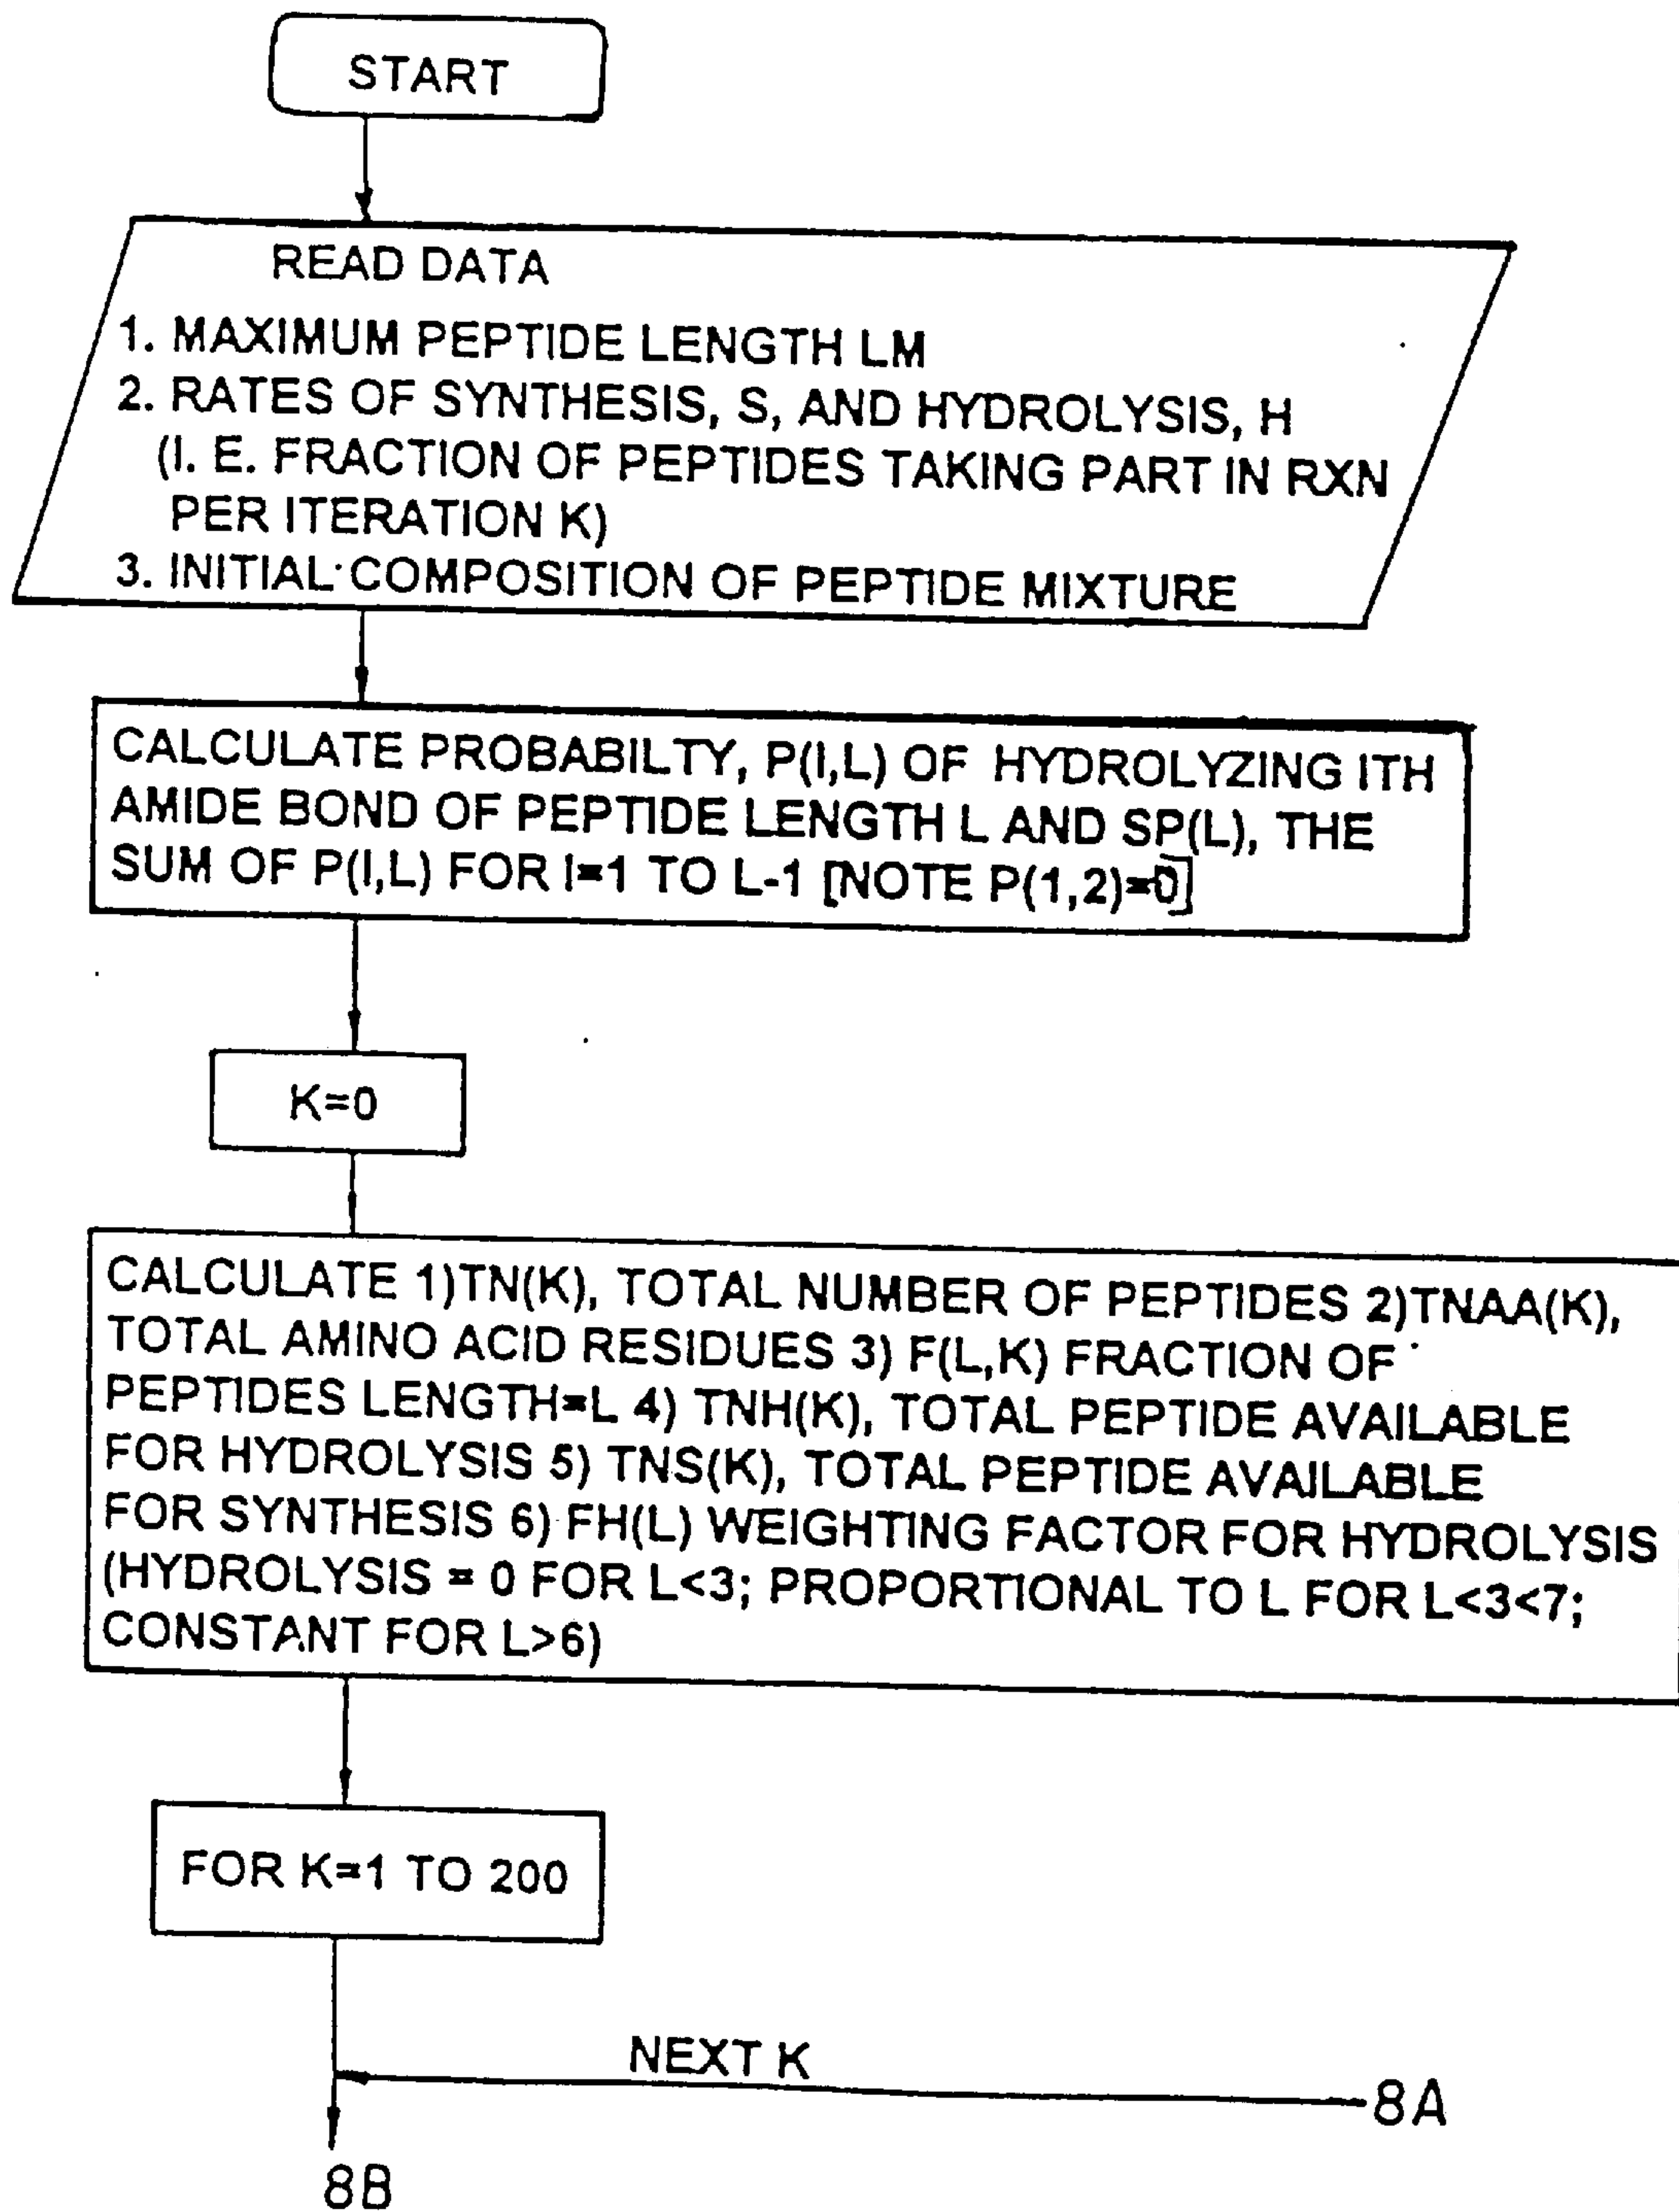 START
READ DATA
1. MAXIMUM PEPTIDE LENGTH LM
2. RATES OF SYNTHESIS, S, AND HYDROLYSIS, H
(I. E. FRACTION OF PEPTIDES TAKING PART IN RXN
PER ITERATION K)
3. INITIAL COMPOSITION OF PEPTIDE MIXTURE
CALCULATE PROBABILTY, P(I,L) OF HYDROLYZING ITH
AMIDE BOND OF PEPTIDE LENGTH L AND SP(L), THE
SUM OF P(I,L) FOR I=1 TO L-1 [NOTE P(1,2)=0]
K=0
CALCULATE 1)TN(K), TOTAL NUMBER OF PEPTIDES 2)TNAA(K),
TOTAL AMINO ACID RESIDUES 3) F(L,K) FRACTION OF
PEPTIDES LENGTH=L 4) TNH(K), TOTAL PEPTIDE AVAILABLE
FOR HYDROLYSIS 5) TNS(K), TOTAL PEPTIDE AVAILABLE
FOR SYNTHESIS 6) FH(L) WEIGHTING FACTOR FOR HYDROLYSIS
(HYDROLYSIS = 0 FOR L<3; PROPORTIONAL TO L FOR L<3<7;
CONSTANT FOR L>6)
FOR K=1 TO 200
NEXT K
8A
8B